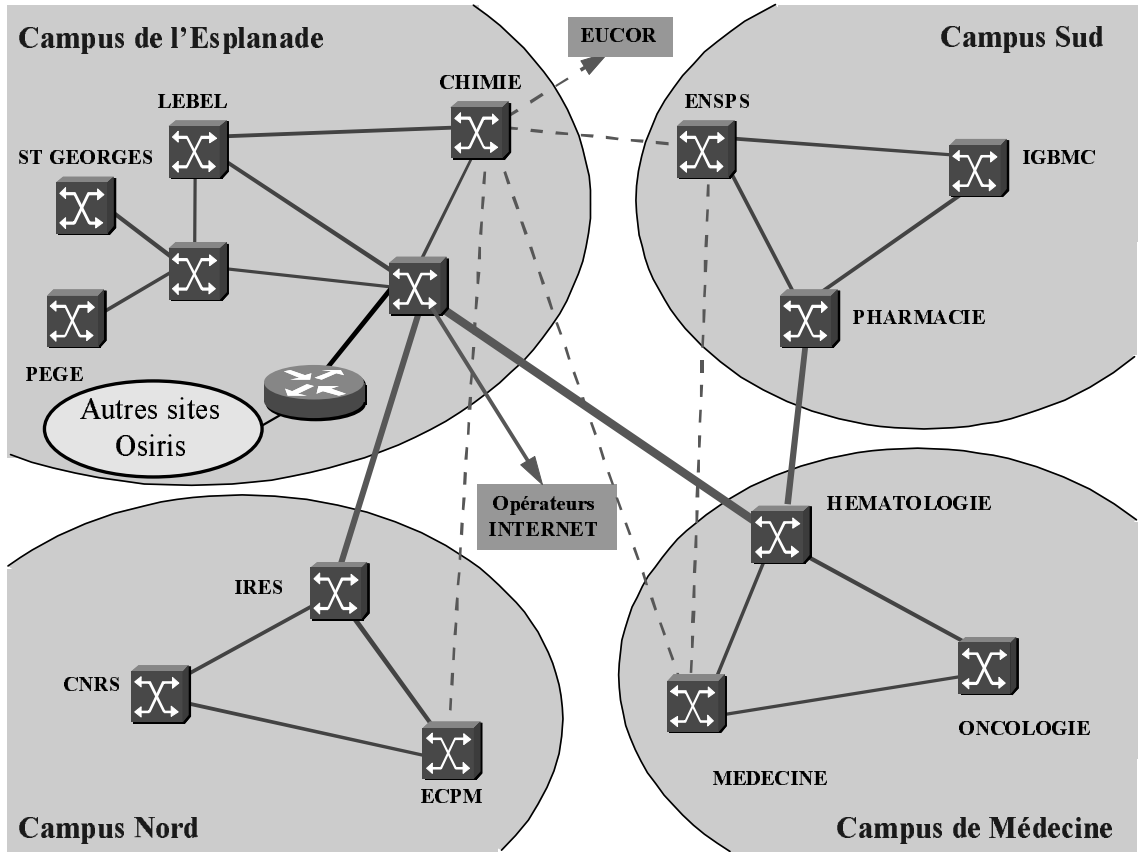 Campus de l'Esplanade
EUCOR
Campus Sud
CHIMIE
LEBEL
ENSPS
ST GEORGES
IGBMC
PHARMACIE
PEGE
Autres sites
Osiris
Opérateurs
INTERNET
HEMATOLOGIE
IRES
CNRS
ONCOLOGIE
MEDECINE
ECPM
Campus Nord
Campus de Médecine